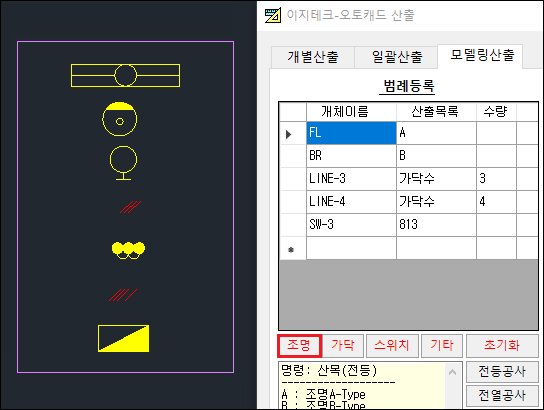 이지테크-오토캐드 산출
개별산출 일괄산출 모델링산출
범례등록
개체이름 산출목록 수량
FL A
BR B
LINE-3 가닥수 3
LINE-4 가닥수 4
SW-3 813
조명 가닥 스위치 기타 초기화
명령: 산목(전등)
--------------------
A : 조명A-Type
B : 조명B-Type
전등공사
전열공사